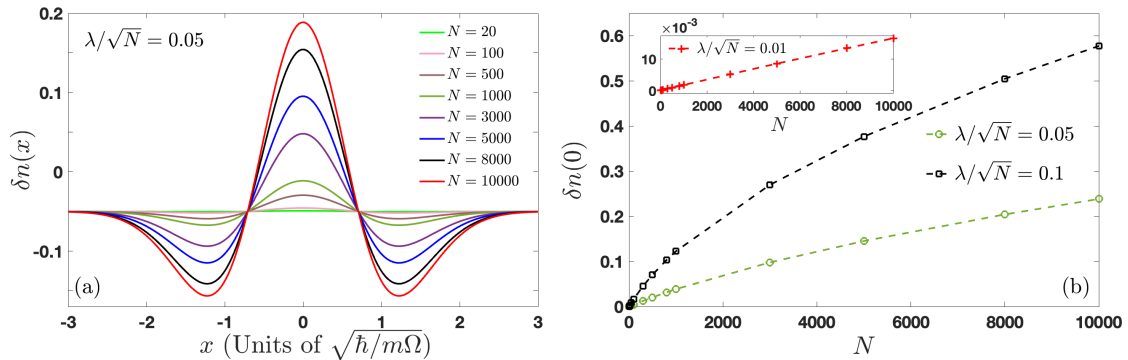 0.2
0.1
0
-0.1
δn(x)
λ/√N = 0.05
N = 20
N = 100
N = 500
N = 1000
N = 3000
N = 5000
N = 8000
N = 10000
(a)
-3 -2 -1 0 1 2 3
x (Units of √ħ/mΩ)
0.7
0.6
0.5
0.4
0.3
0.2
0.1
0
δn(0)
×10⁻³
10
0
λ/√N = 0.01
0 2000 4000 6000 8000 10000
N
λ/√N = 0.05
λ/√N = 0.1
(b)
0 2000 4000 6000 8000 10000
N